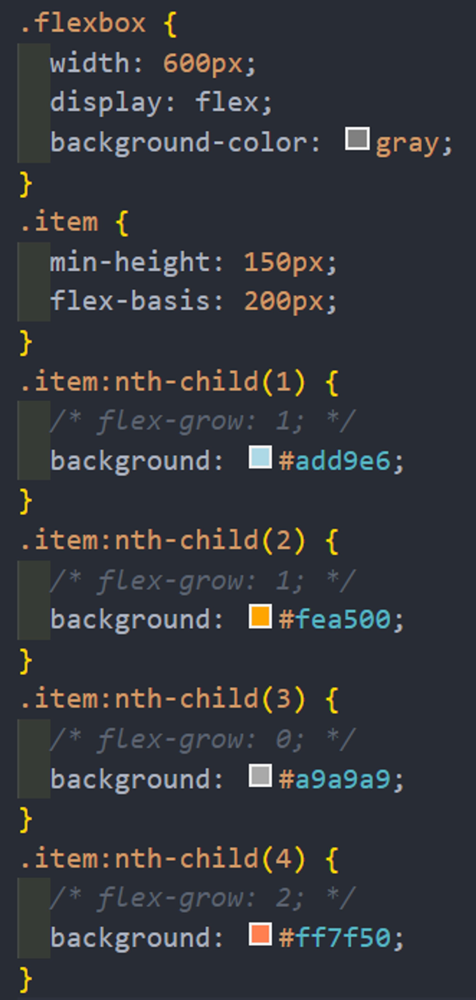 .flexbox {
width: 600px;
display: flex;
background-color: gray;
}
.item {
min-height: 150px;
flex-basis: 200px;
}
.item:nth-child(1) {
/* flex-grow: 1; */
background: #add9e6;
}
.item:nth-child(2) {
/* flex-grow: 1; */
background: #fea500;
}
.item:nth-child(3) {
/* flex-grow: 0; */
background: #a9a9a9;
}
.item:nth-child(4) {
/* flex-grow: 2; */
background: #ff7f50;
}